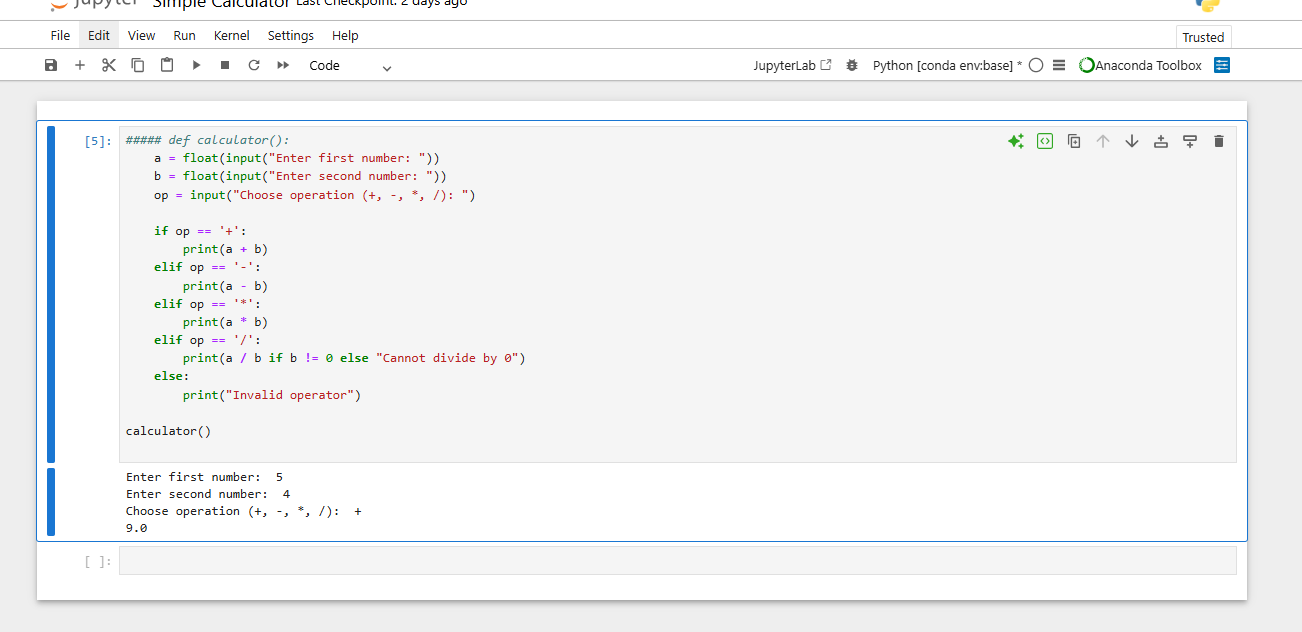 jupyter Simple Calculator Last Checkpoint: 2 days ago
File Edit View Run Kernel Settings Help Trusted
Code JupyterLab Python [conda env:base] * Anaconda Toolbox
[5]: ##### def calculator():
    a = float(input("Enter first number: "))
    b = float(input("Enter second number: "))
    op = input("Choose operation (+, -, *, /): ")
    if op == '+':
        print(a + b)
    elif op == '-':
        print(a - b)
    elif op == '*':
        print(a * b)
    elif op == '/':
        print(a / b if b != 0 else "Cannot divide by 0")
    else:
        print("Invalid operator")
calculator()
Enter first number:  5
Enter second number:  4
Choose operation (+, -, *, /):  +
9.0
[ ]: